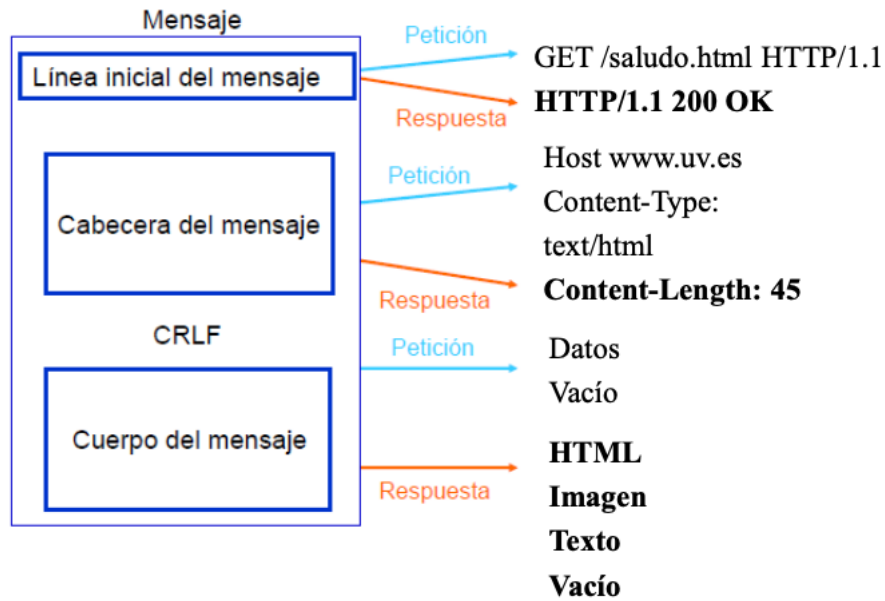 Mensaje
Línea inicial del mensaje
Petición
GET /saludo.html HTTP/1.1
Respuesta
HTTP/1.1 200 OK
Cabecera del mensaje
Petición
Host www.uv.es
Content-Type:
text/html
Respuesta
Content-Length: 45
CRLF
Cuerpo del mensaje
Petición
Datos
Vacío
Respuesta
HTML
Imagen
Texto
Vacío